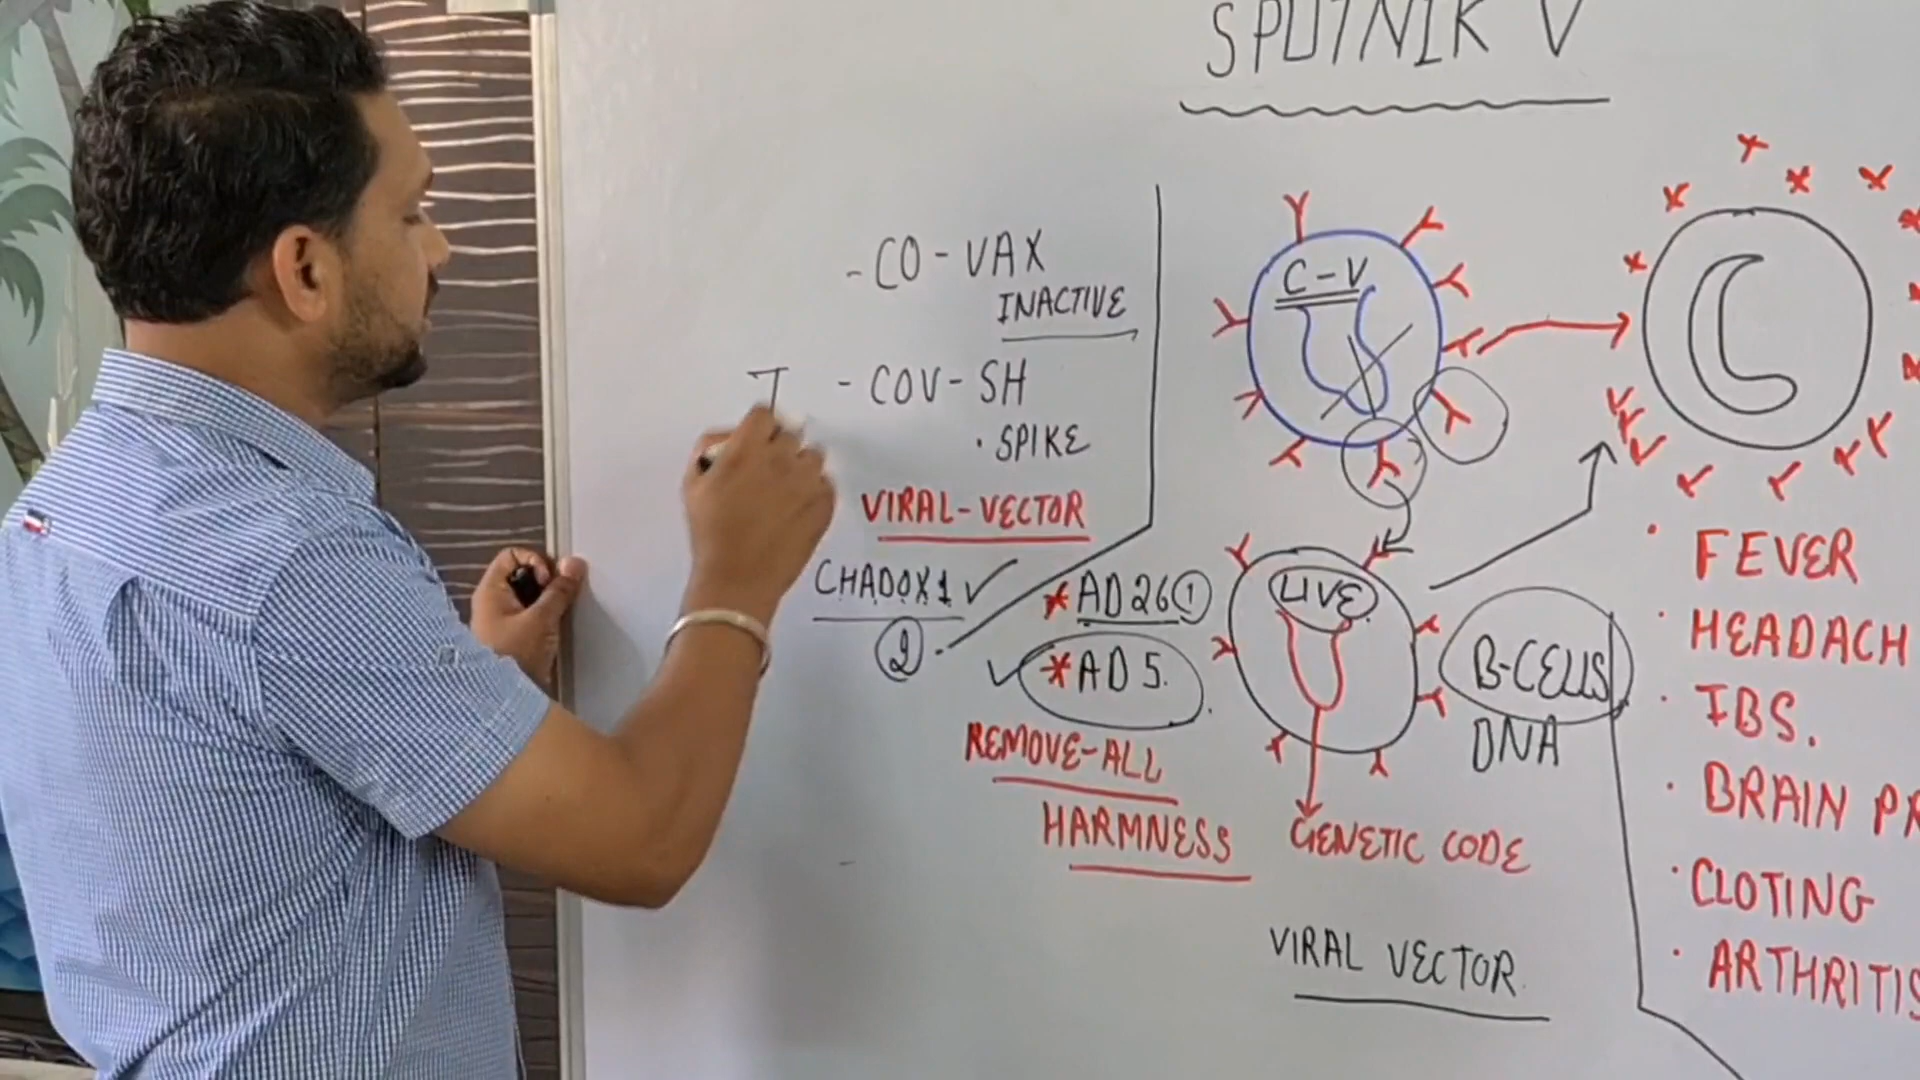 SPUTNIK V
- CO-VAX
INACTIVE
- COV-SH
· SPIKE
VIRAL-VECTOR
CHADOX1 ✓
2
* AD26 1
✓ * AD5.
REMOVE-ALL
HARMNESS
C-V
LIVE
GENETIC CODE
B-CELLS
DNA
VIRAL VECTOR.
· FEVER
· HEADACH
· IBS.
· BRAIN PR
· CLOTING
· ARTHRITIS